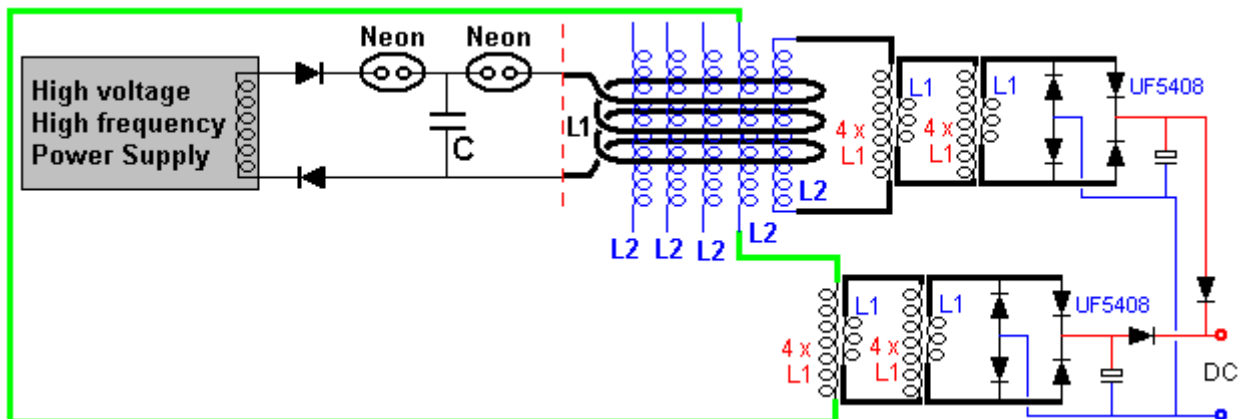 Neon
Neon
High voltage
High frequency
Power Supply
C
L1
L2
L2
L2
L2
L2
4 x
L1
L1
4 x
L1
L1
UF5408
4 x
L1
L1
4 x
L1
L1
UF5408
DC